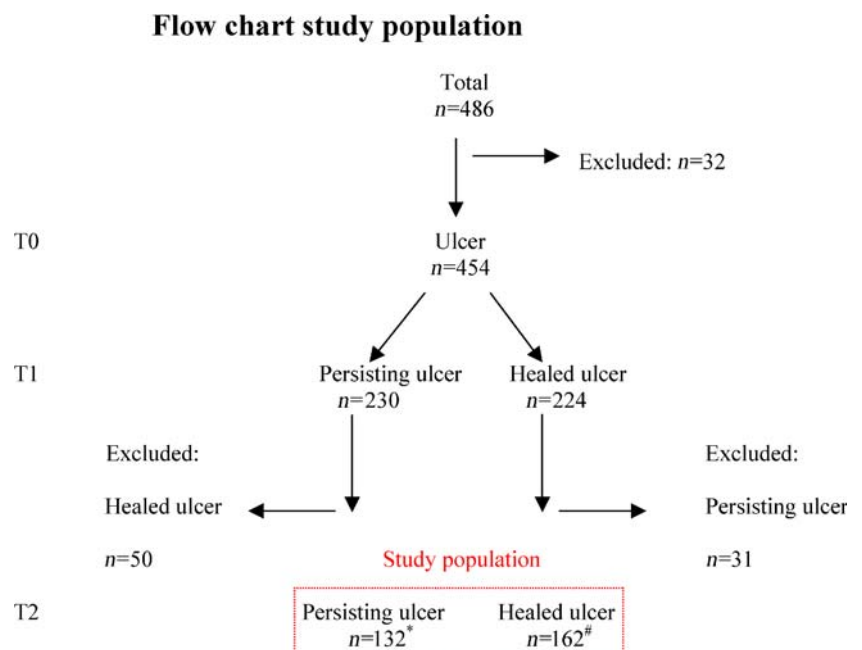 Flow chart study population
Total
n=486
Excluded: n=32
T0
Ulcer
n=454
T1
Persisting ulcer
n=230
Healed ulcer
n=224
Excluded:
Healed ulcer
n=50
Excluded:
Persisting ulcer
n=31
Study population
T2
Persisting ulcer
n=132*
Healed ulcer
n=162#